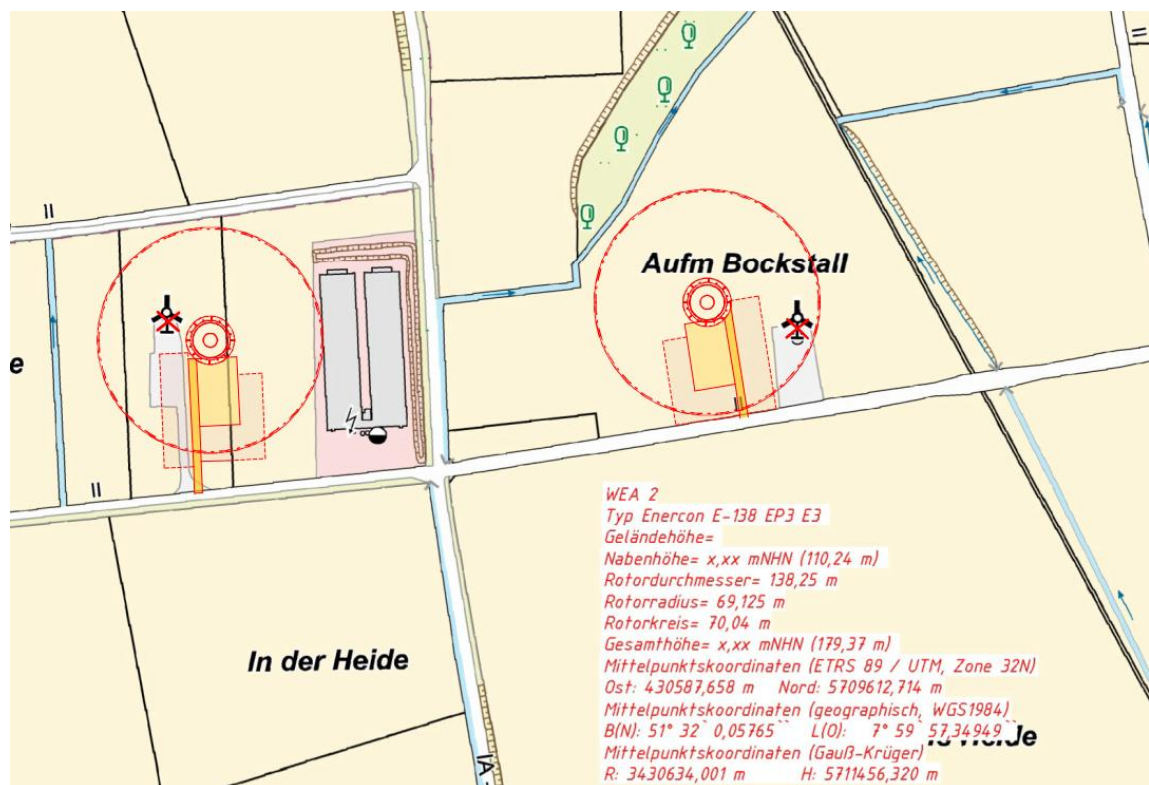 Aufm Bockstall
e
WEA 2
Typ Enercon E-138 EP3 E3
Geländehöhe=
Nabenhöhe= x,xx mNHN (110,24 m)
Rotordurchmesser= 138,25 m
Rotorradius= 69,125 m
Rotorkreis= 70,04 m
Gesamthöhe= x,xx mNHN (179,37 m)
In der Heide
Mittelpunktskoordinaten (ETRS 89 / UTM, Zone 32N)
Ost: 430587,658 m Nord: 5709612,714 m
Mittelpunktskoordinaten (geographisch, WGS1984)
B(N): 51° 32` 0,05765`` L(O): 7° 59` 57,34949``
Heide
Mittelpunktskoordinaten (Gauß-Krüger)
R: 3430634,001 m H: 5711456,320 m
IA